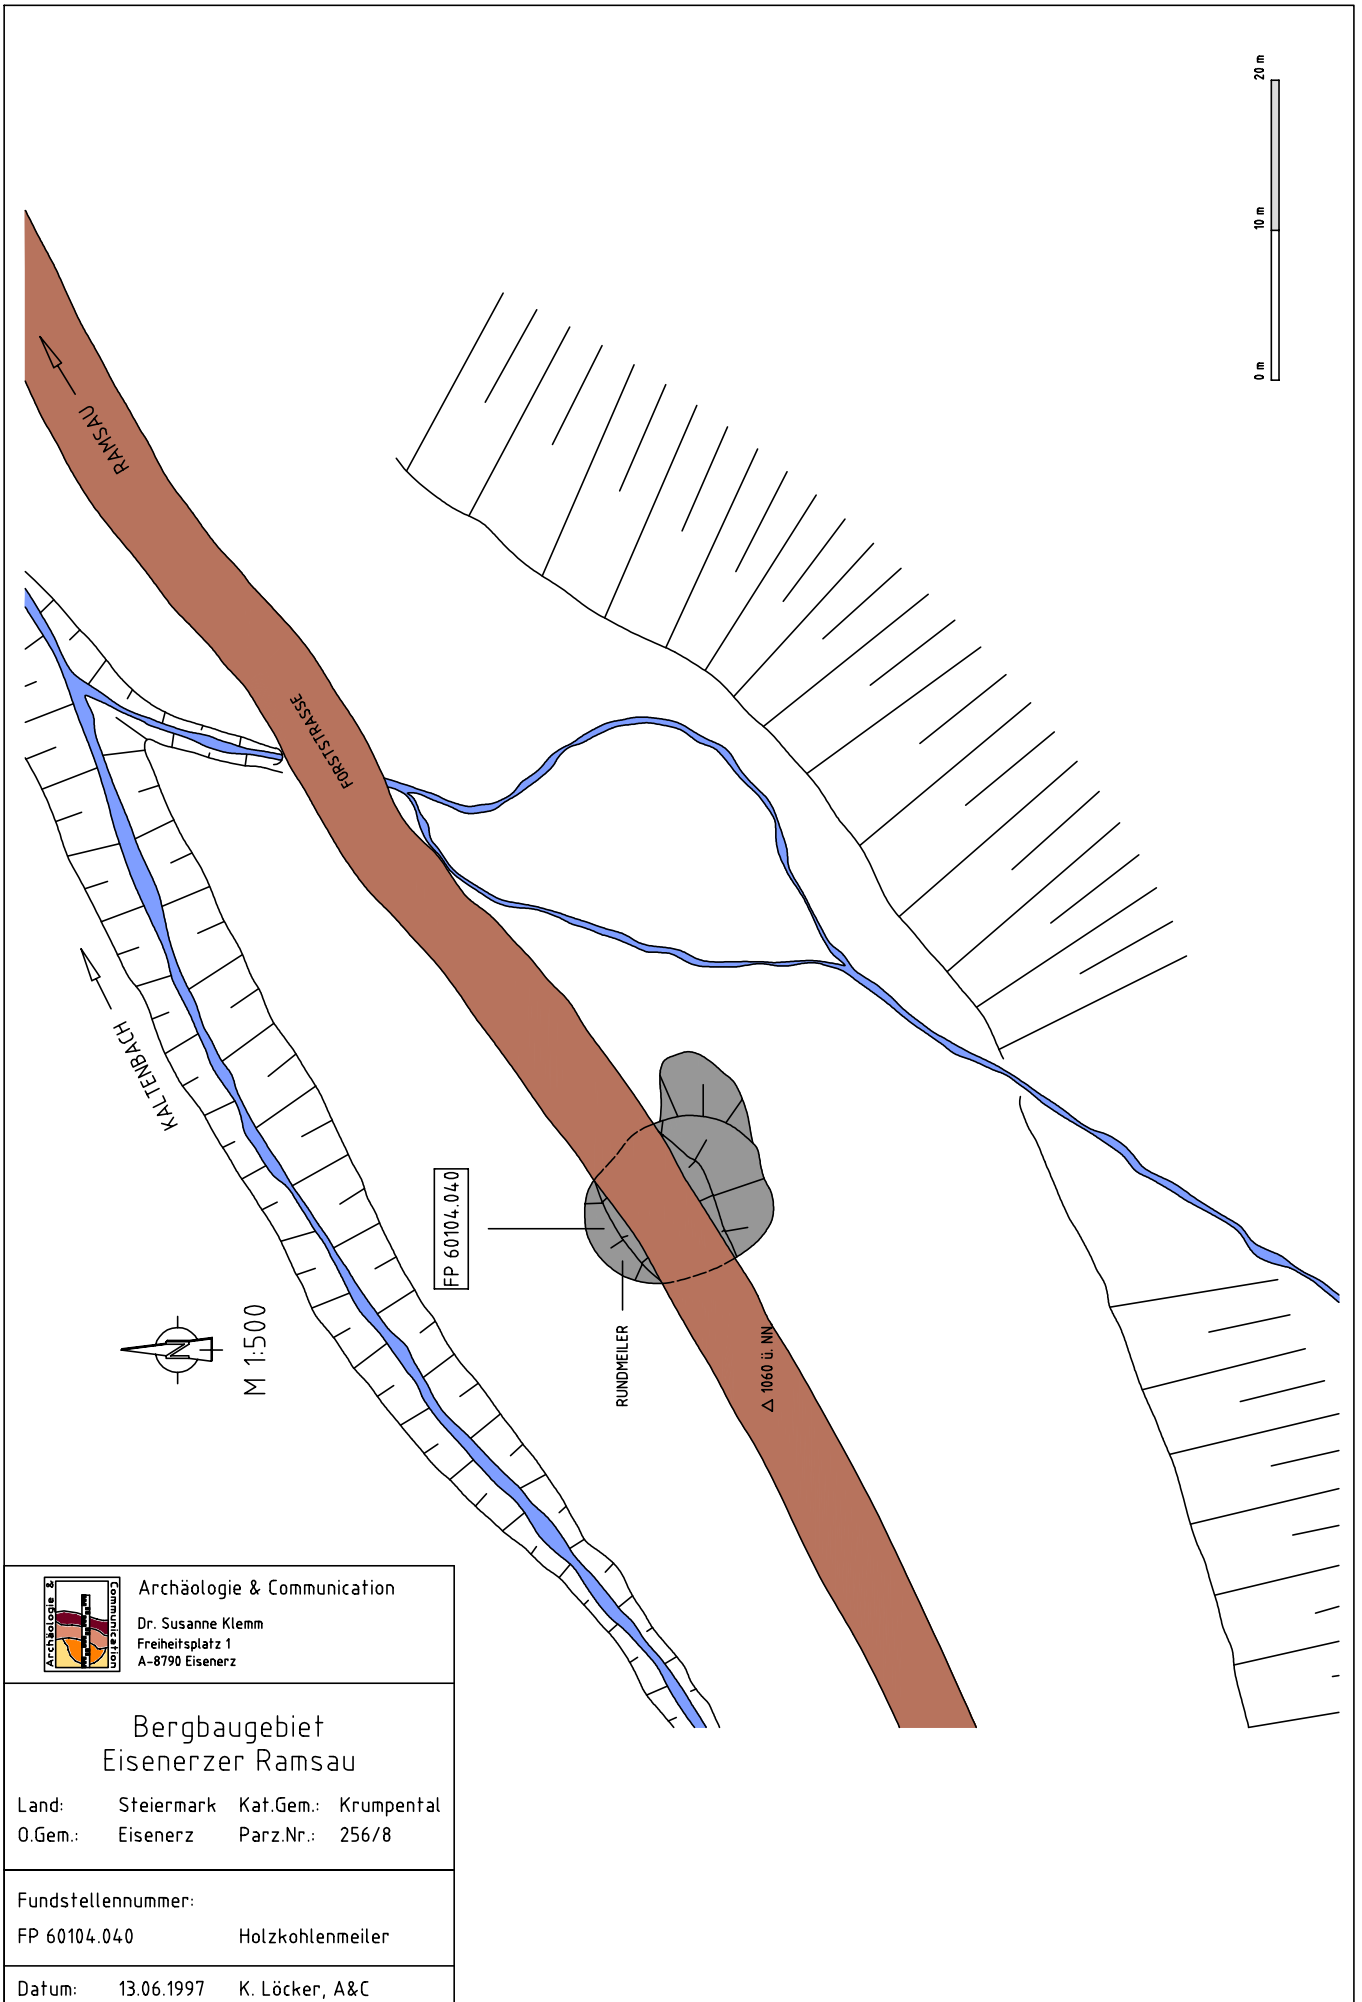 20 m
10 m
0 m
RAMSAU
FORSTSTRASSE
KALTENBACH
FP 60104.040
N
M 1:500
RUNDMEILER
△ 1060 ü. NN
Archäologie &
Communication
Archäologie & Communication
Dr. Susanne Klemm
Freiheitsplatz 1
A-8790 Eisenerz
Bergbaugebiet
Eisenerzer Ramsau
Land: Steiermark Kat.Gem.: Krumpental
O.Gem.: Eisenerz Parz.Nr.: 256/8
Fundstellennummer:
FP 60104.040 Holzkohlenmeiler
Datum: 13.06.1997 K. Löcker, A&C